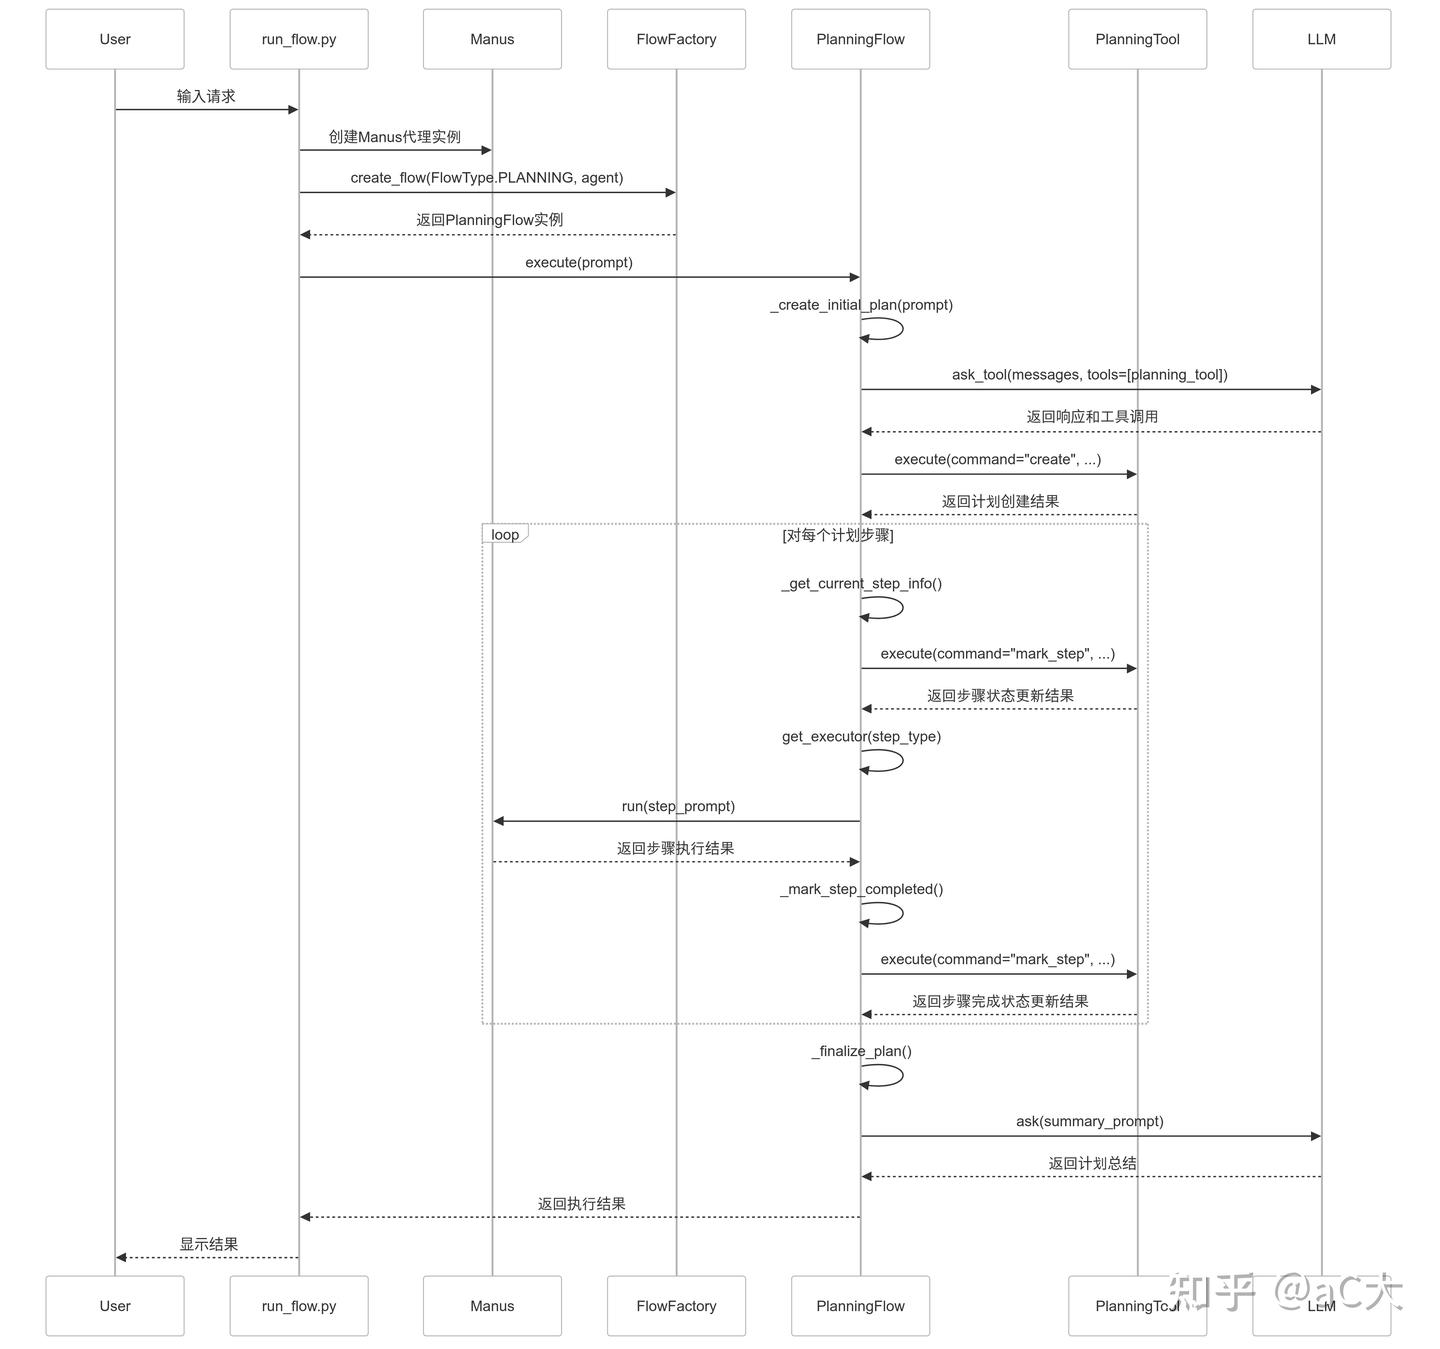 User
run_flow.py
Manus
FlowFactory
PlanningFlow
PlanningTool
LLM
输入请求
创建Manus代理实例
create_flow(FlowType.PLANNING, agent)
返回PlanningFlow实例
execute(prompt)
_create_initial_plan(prompt)
ask_tool(messages, tools=[planning_tool])
返回响应和工具调用
execute(command="create", ...)
返回计划创建结果
loop
[对每个计划步骤]
_get_current_step_info()
execute(command="mark_step", ...)
返回步骤状态更新结果
get_executor(step_type)
run(step_prompt)
返回步骤执行结果
_mark_step_completed()
execute(command="mark_step", ...)
返回步骤完成状态更新结果
_finalize_plan()
ask(summary_prompt)
返回计划总结
返回执行结果
显示结果
User
run_flow.py
Manus
FlowFactory
PlanningFlow
PlanningTool
LLM
知乎 @aC大